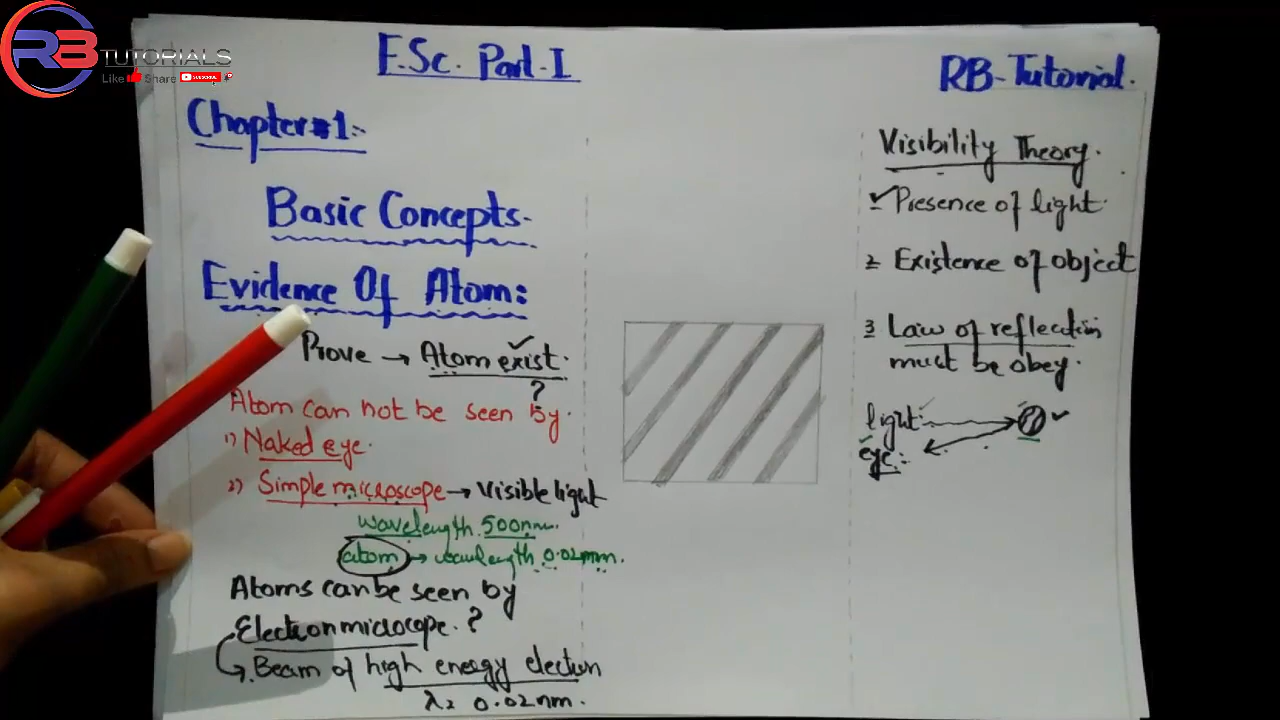 RB TUTORIALS
Like Share SUBSCRIBE
F.Sc. Part-I
RB-Tutorial.
Chapter#1:-
Basic Concepts.
Evidence Of Atom:
Prove → Atom exist.
?
Atom can not be seen by.
1) Naked eye.
2) Simple microscope → Visible light
wavelength 500nm.
atom → wavelength 0.02nm.
Atoms can be seen by
Electron microscope. ?
Beam of high energy electron
λ= 0.02nm.
Visibility Theory.
Presence of light.
2 Existence of object
3 Law of reflection
must be obey.
light
eye:-